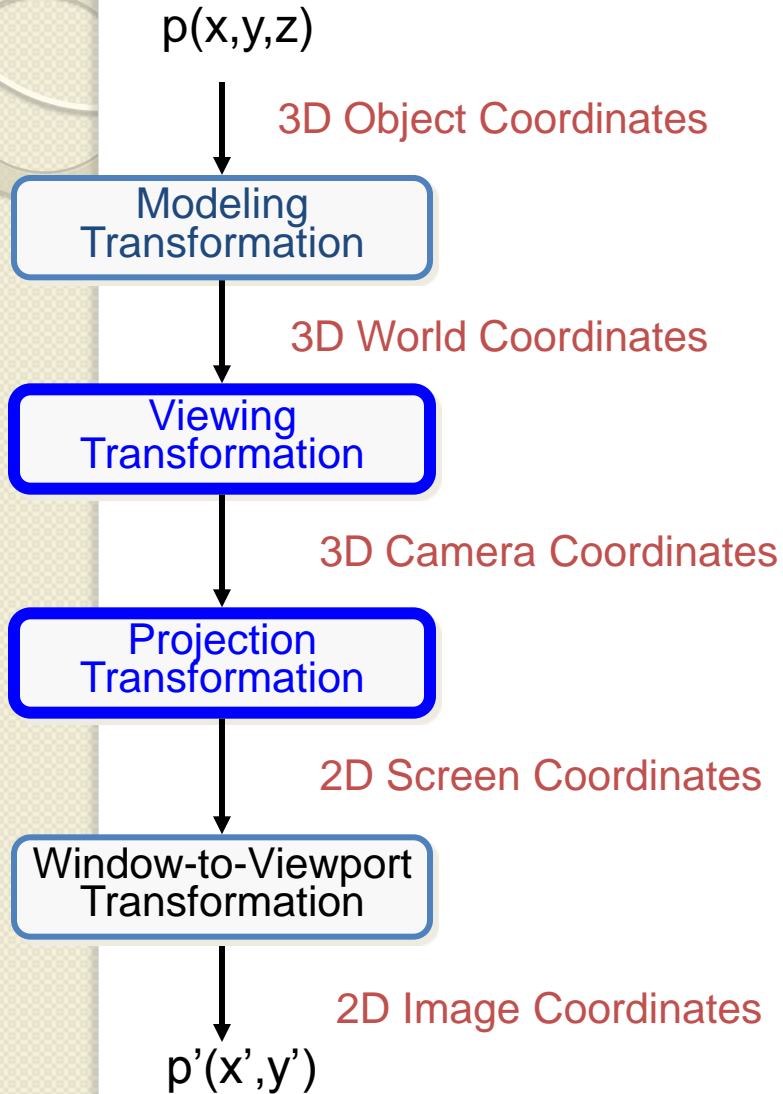 p(x,y,z)
3D Object Coordinates
Modeling
Transformation
3D World Coordinates
Viewing
Transformation
3D Camera Coordinates
Projection
Transformation
2D Screen Coordinates
Window-to-Viewport
Transformation
2D Image Coordinates
p’(x’,y’)